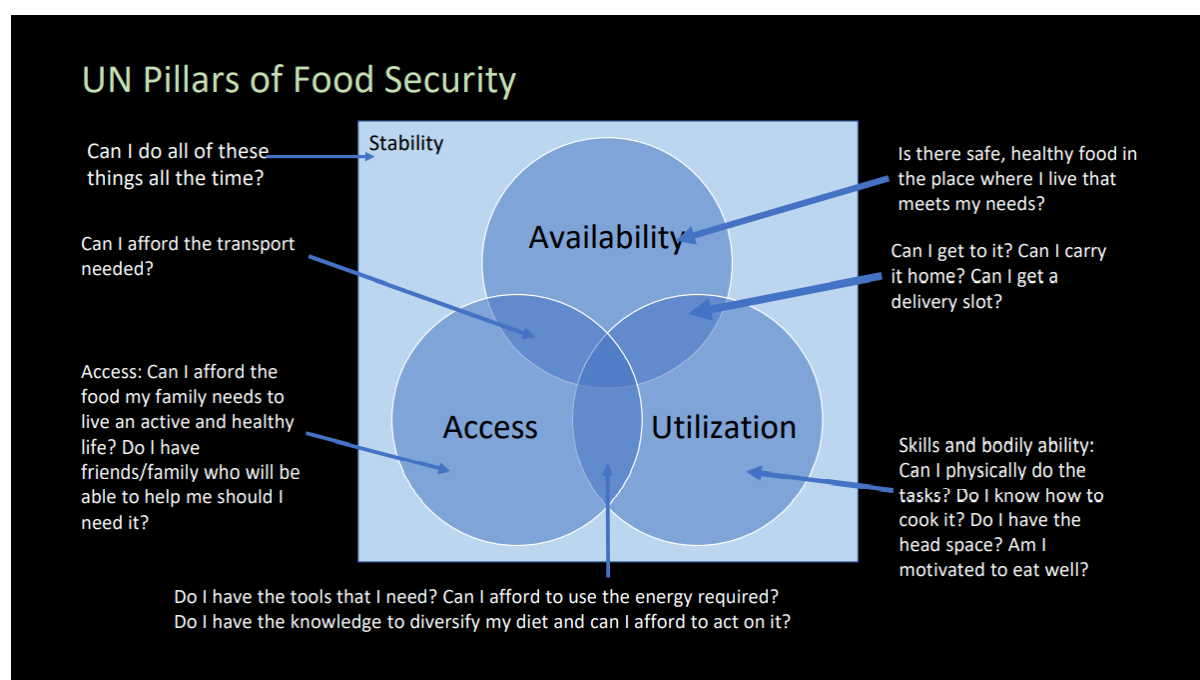 UN Pillars of Food Security
Can I do all of these
things all the time?
Stability
Is there safe, healthy food in
the place where I live that
meets my needs?
Availability
Can I afford the transport
needed?
Can I get to it? Can I carry
it home? Can I get a
delivery slot?
Access: Can I afford the
food my family needs to
live an active and healthy
life? Do I have
friends/family who will be
able to help me should I
need it?
Access
Utilization
Skills and bodily ability:
Can I physically do the
tasks? Do I know how to
cook it? Do I have the
head space? Am I
motivated to eat well?
Do I have the tools that I need? Can I afford to use the energy required?
Do I have the knowledge to diversify my diet and can I afford to act on it?